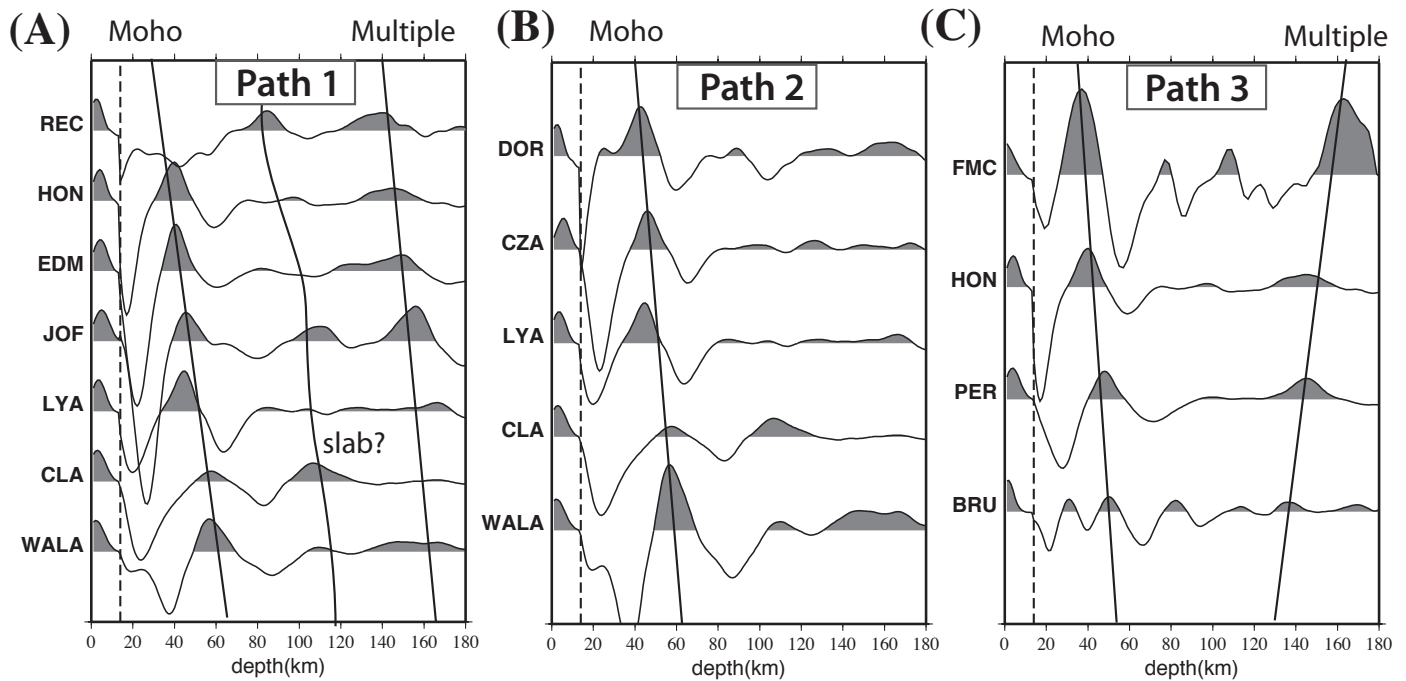 (A)
Moho
Multiple
Path 1
REC
HON
EDM
JOF
LYA
CLA
WALA
slab?
0 20 40 60 80 100 120 140 160 180
depth(km)
(B)
Moho
Path 2
DOR
CZA
LYA
CLA
WALA
0 20 40 60 80 100 120 140 160 180
depth(km)
(C)
Moho
Multiple
Path 3
FMC
HON
PER
BRU
0 20 40 60 80 100 120 140 160 180
depth(km)